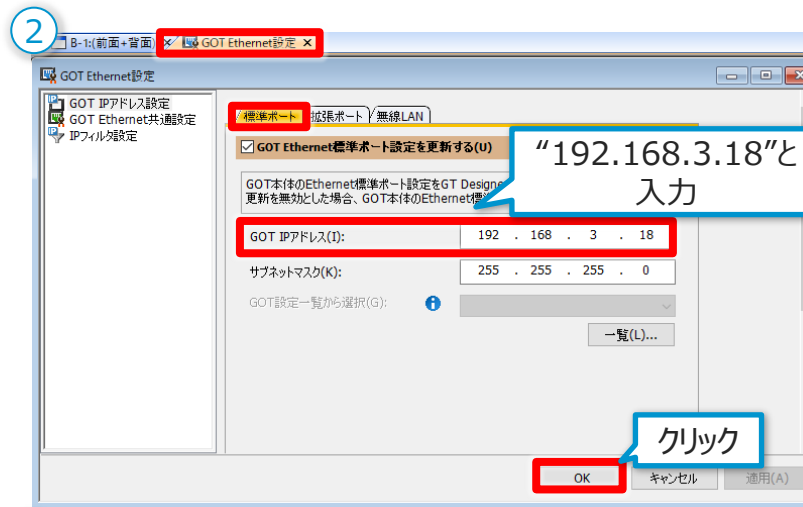 2
B-1:(前面+背面) GOT Ethernet設定
GOT Ethernet設定
GOT IPアドレス設定
GOT Ethernet共通設定
IPフィルタ設定
標準ポート 拡張ポート 無線LAN
GOT Ethernet標準ポート設定を更新する(U)
"192.168.3.18"と
入力
GOT本体のEthernet標準ポート設定をGT Designe
更新を無効とした場合、GOT本体のEthernet標
GOT IPアドレス(I): 192 . 168 . 3 . 18
サブネットマスク(K): 255 . 255 . 255 . 0
GOT設定一覧から選択(G):
一覧(L)...
クリック
OK キャンセル 適用(A)